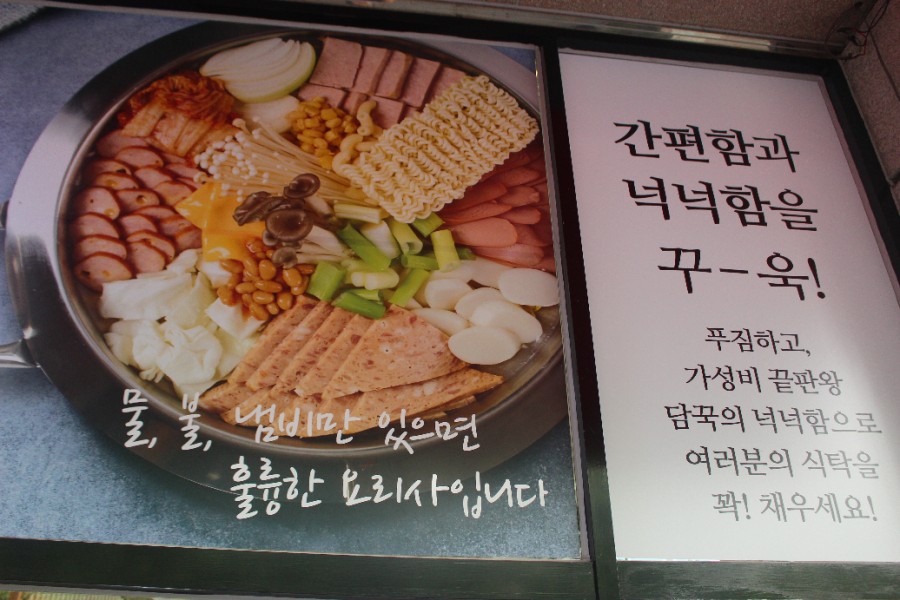 물, 불, 냄비만 있으면
훌륭한 요리사입니다
간편함과
넉넉함을
꾸-욱!
푸짐하고,
가성비 끝판왕
담꾹의 넉넉함으로
여러분의 식탁을
꽉! 채우세요!